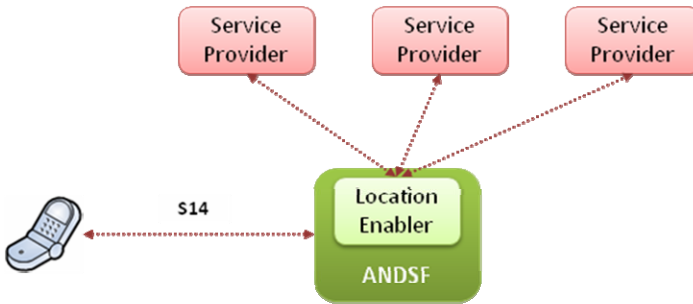 Service
Provider
Service
Provider
Service
Provider
S14
Location
Enabler
ANDSF